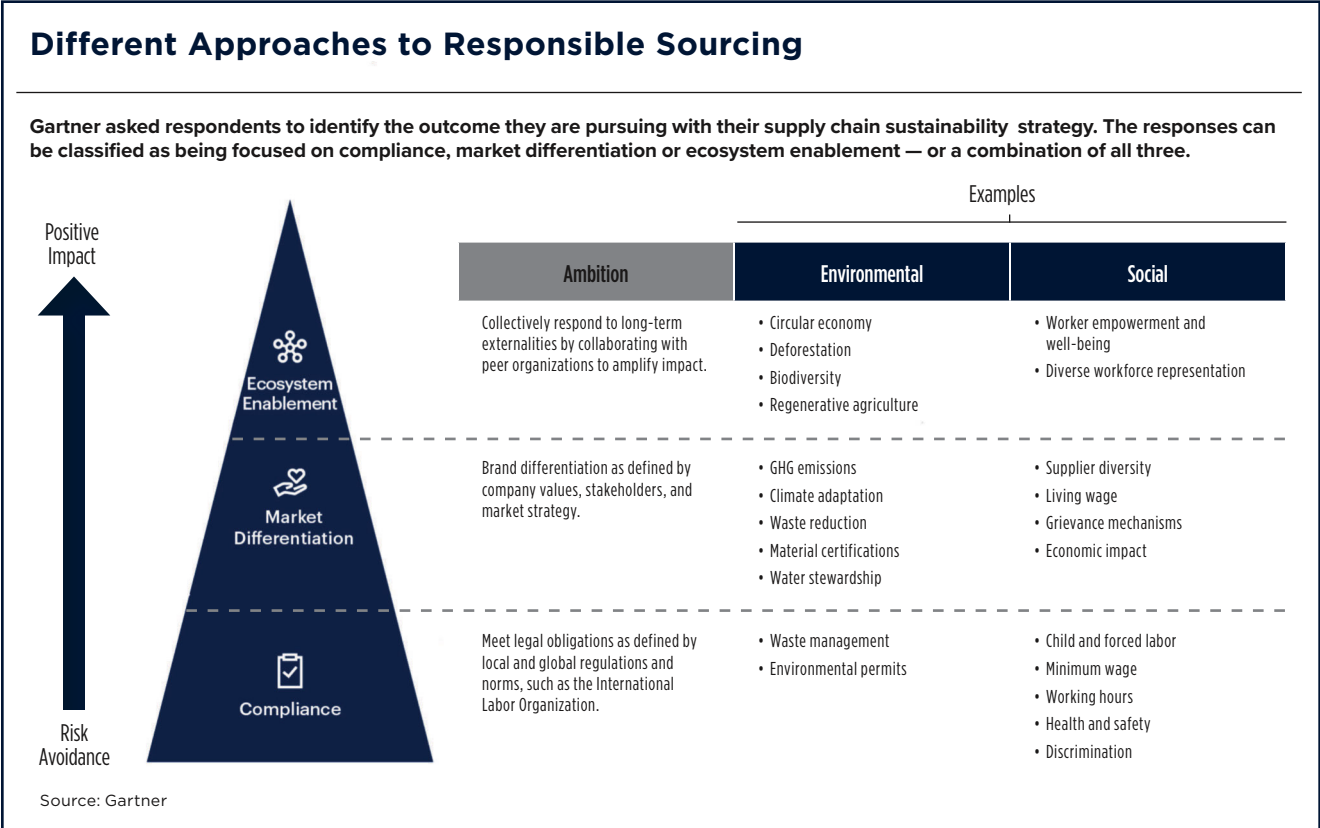 Different Approaches to Responsible Sourcing
Gartner asked respondents to identify the outcome they are pursuing with their supply chain sustainability strategy. The responses can
be classified as being focused on compliance, market differentiation or ecosystem enablement — or a combination of all three.
Examples
Positive
Impact
Ambition
Environmental
Social
Ecosystem
Enablement
Collectively respond to long-term
externalities by collaborating with
peer organizations to amplify impact.
• Circular economy
• Deforestation
• Biodiversity
• Regenerative agriculture
• Worker empowerment and
well-being
• Diverse workforce representation
Market
Differentiation
Brand differentiation as defined by
company values, stakeholders, and
market strategy.
• GHG emissions
• Climate adaptation
• Waste reduction
• Material certifications
• Water stewardship
• Supplier diversity
• Living wage
• Grievance mechanisms
• Economic impact
Compliance
Meet legal obligations as defined by
local and global regulations and
norms, such as the International
Labor Organization.
• Waste management
• Environmental permits
• Child and forced labor
• Minimum wage
• Working hours
• Health and safety
• Discrimination
Risk
Avoidance
Source: Gartner